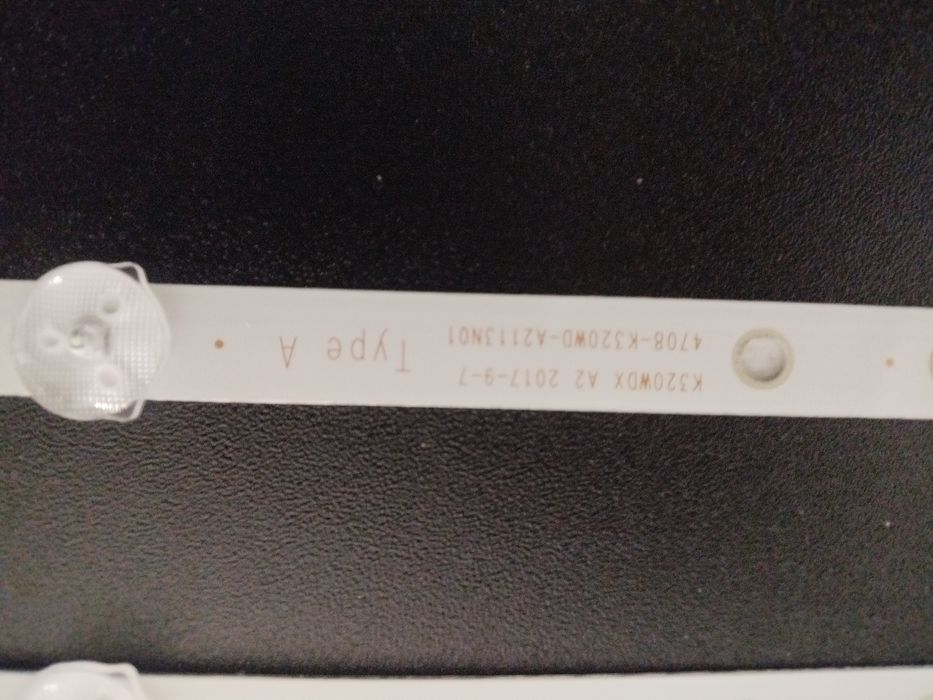 K320WDX A2 2017-9-7
4708-K320WD-A2113N01
Type A